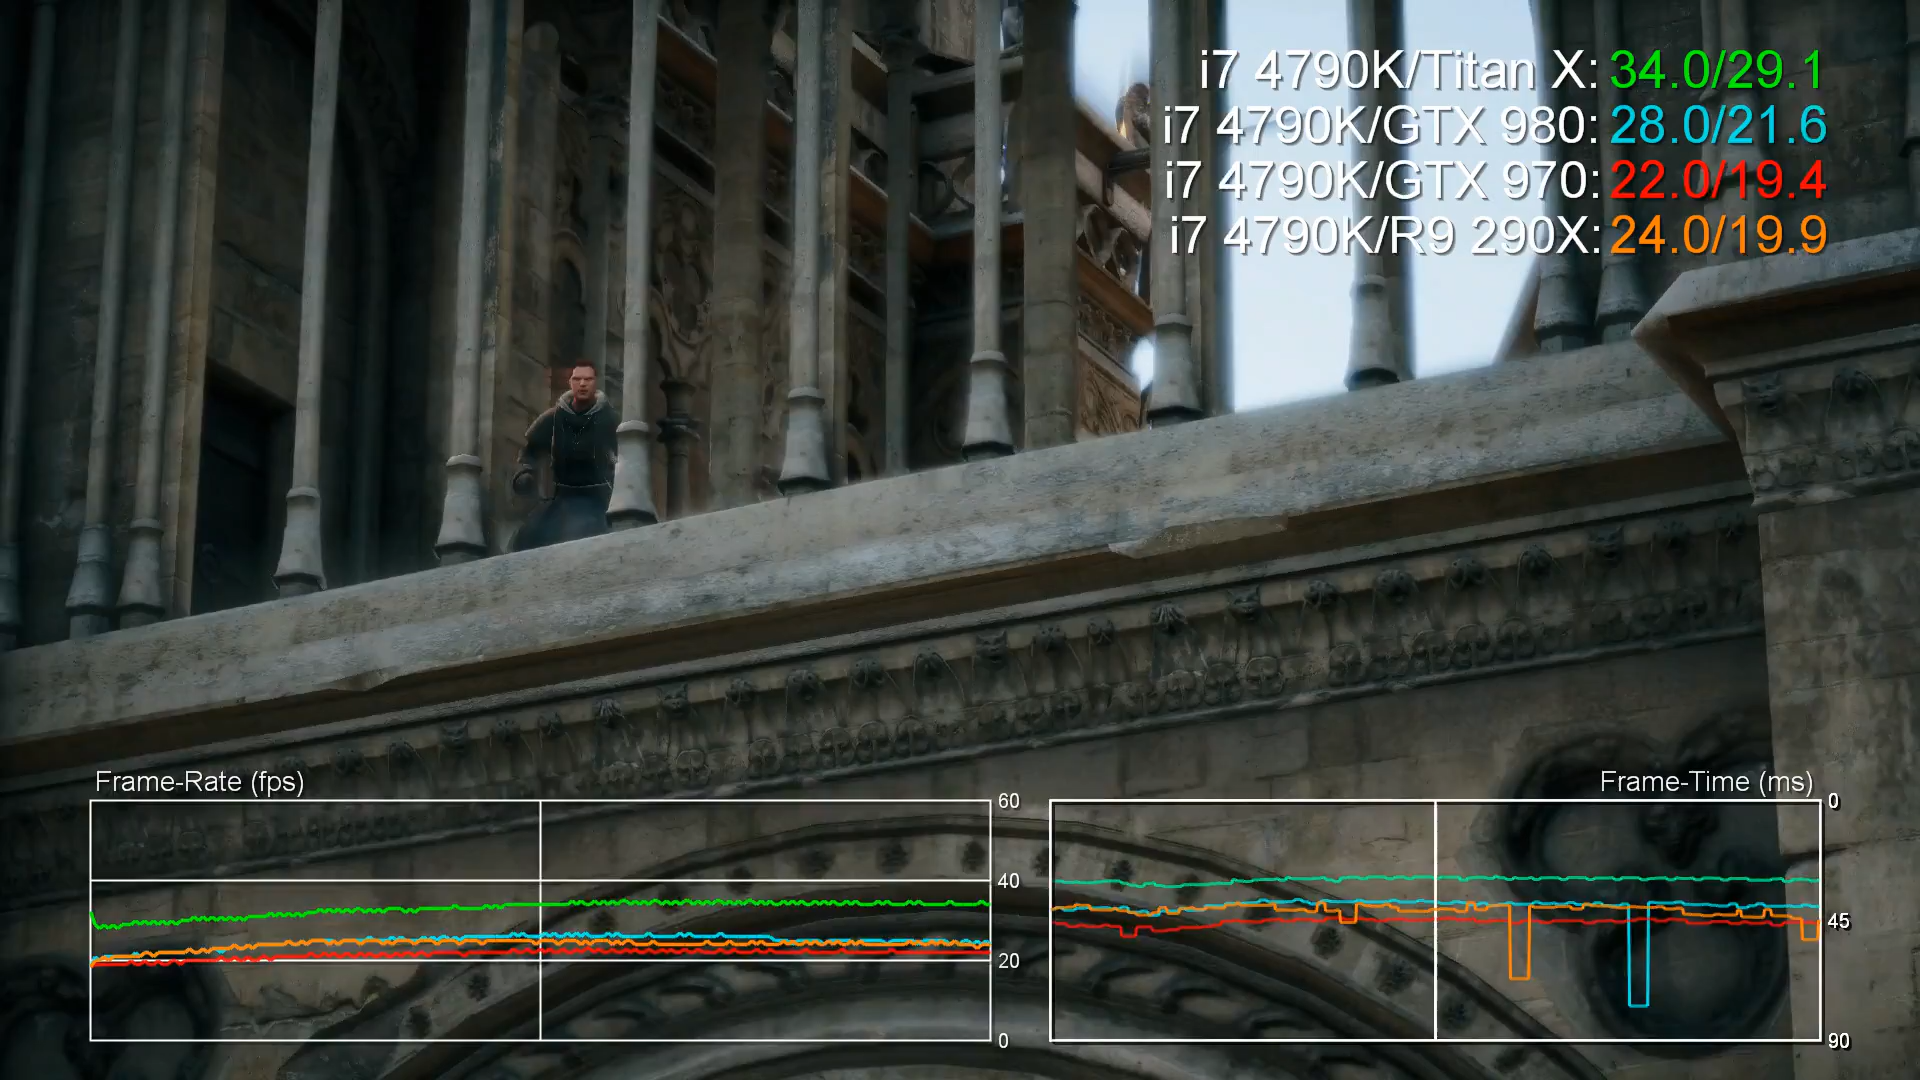 i7 4790K/Titan X: 34.0/29.1
i7 4790K/GTX 980: 28.0/21.6
i7 4790K/GTX 970: 22.0/19.4
i7 4790K/R9 290X: 24.0/19.9
Frame-Rate (fps)
60
40
20
0
Frame-Time (ms)
0
45
90